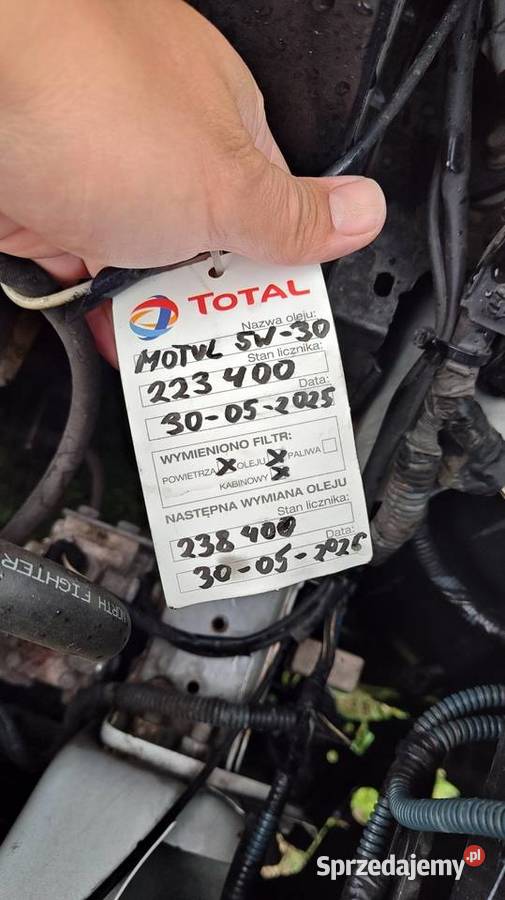 TOTAL
Nazwa oleju:
MOTUL 5W-30
Stan licznika:
223 400
Data:
30-05-2025
WYMIENIONO FILTR:
POWIETRZA X OLEJU X PALIWA
KABINOWY X
NASTĘPNA WYMIANA OLEJU
Stan licznika:
238 400
Data:
30-05-2026
NORTH FIGHTER
Sprzedajemy.pl